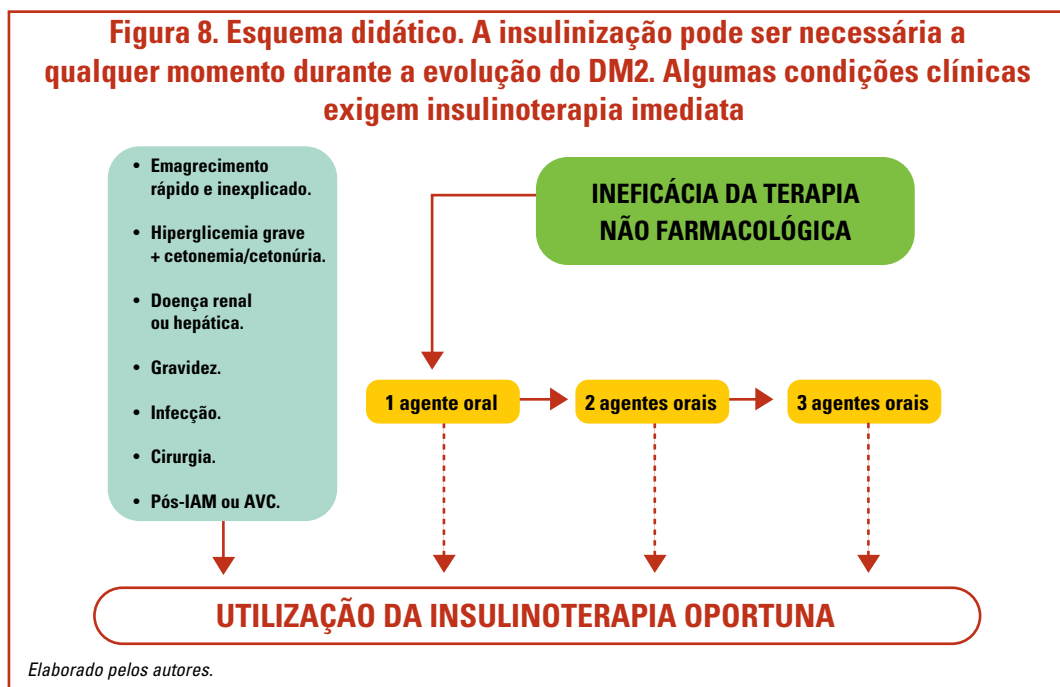 Figura 8. Esquema didático. A insulinização pode ser necessária a
qualquer momento durante a evolução do DM2. Algumas condições clínicas
exigem insulinoterapia imediata
• Emagrecimento
rápido e inexplicado.
• Hiperglicemia grave
+ cetonemia/cetonúria.
• Doença renal
ou hepática.
• Gravidez.
• Infecção.
• Cirurgia.
• Pós-IAM ou AVC.
INEFICÁCIA DA TERAPIA
NÃO FARMACOLÓGICA
1 agente oral
2 agentes orais
3 agentes orais
UTILIZAÇÃO DA INSULINOTERAPIA OPORTUNA
Elaborado pelos autores.